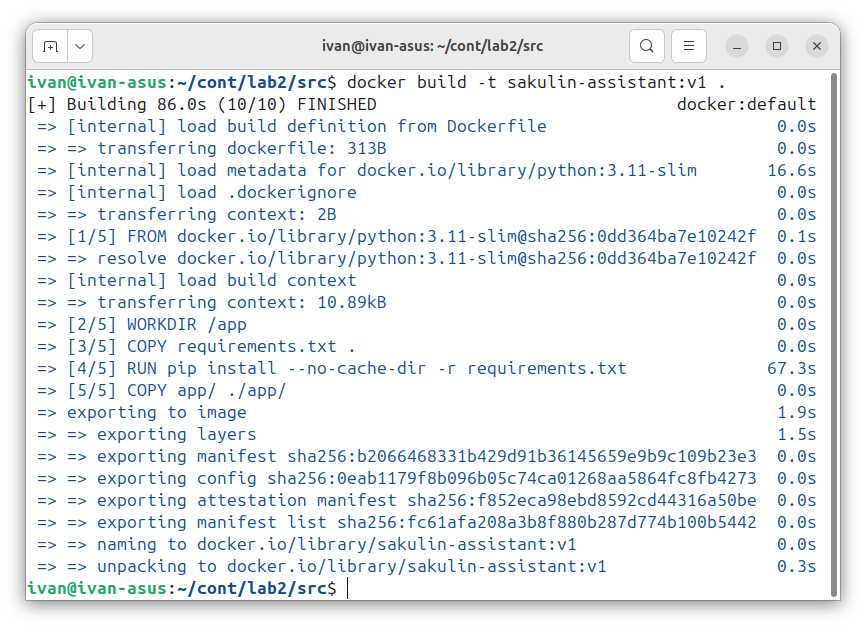 ivan@ivan-asus: ~/cont/lab2/src
ivan@ivan-asus:~/cont/lab2/src$ docker build -t sakulin-assistant:v1 .
[+] Building 86.0s (10/10) FINISHED docker:default
=> [internal] load build definition from Dockerfile 0.0s
=> => transferring dockerfile: 313B 0.0s
=> [internal] load metadata for docker.io/library/python:3.11-slim 16.6s
=> [internal] load .dockerignore 0.0s
=> => transferring context: 2B 0.0s
=> [1/5] FROM docker.io/library/python:3.11-slim@sha256:0dd364ba7e10242f 0.1s
=> => resolve docker.io/library/python:3.11-slim@sha256:0dd364ba7e10242f 0.0s
=> [internal] load build context 0.0s
=> => transferring context: 10.89kB 0.0s
=> [2/5] WORKDIR /app 0.0s
=> [3/5] COPY requirements.txt . 0.0s
=> [4/5] RUN pip install --no-cache-dir -r requirements.txt 67.3s
=> [5/5] COPY app/ ./app/ 0.0s
=> exporting to image 1.9s
=> => exporting layers 1.5s
=> => exporting manifest sha256:b2066468331b429d91b36145659e9b9c109b23e3 0.0s
=> => exporting config sha256:0eab1179f8b096b05c74ca01268aa5864fc8fb4273 0.0s
=> => exporting attestation manifest sha256:f852eca98ebd8592cd44316a50be 0.0s
=> => exporting manifest list sha256:fc61afa208a3b8f880b287d774b100b5442 0.0s
=> => naming to docker.io/library/sakulin-assistant:v1 0.0s
=> => unpacking to docker.io/library/sakulin-assistant:v1 0.3s
ivan@ivan-asus:~/cont/lab2/src$